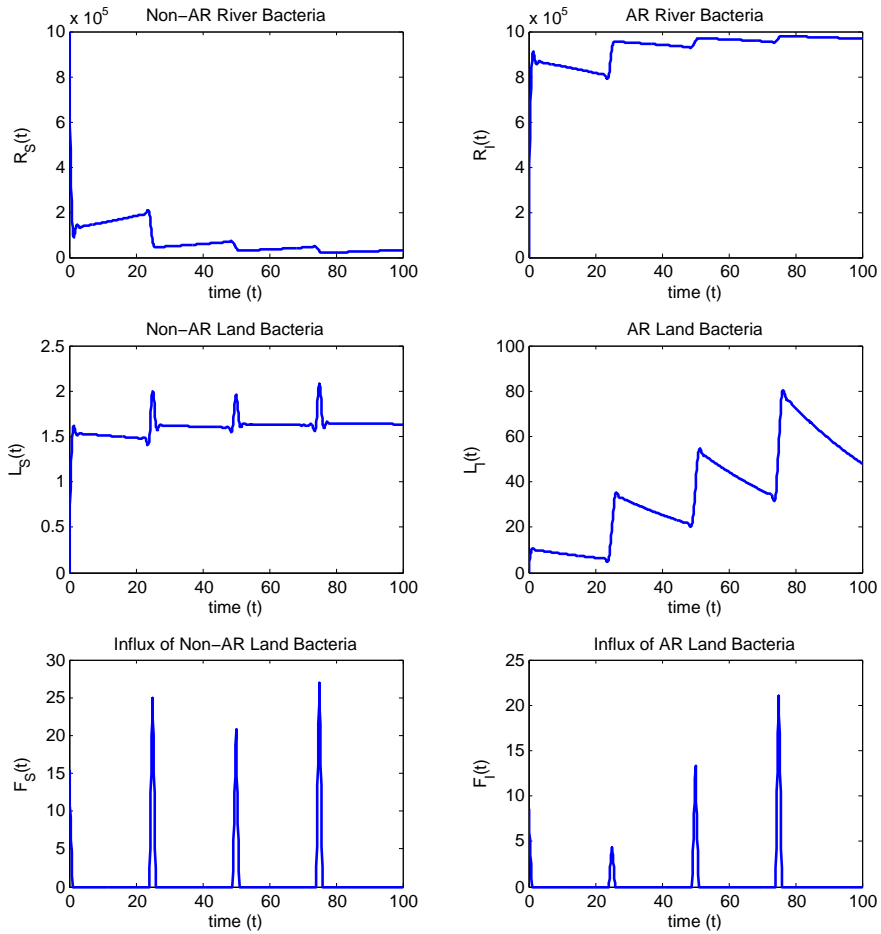 Non−AR River Bacteria
x 10^5
10
8
6
4
2
0
R_S(t)
0 20 40 60 80 100
time (t)
AR River Bacteria
x 10^5
10
8
6
4
2
0
R_I(t)
0 20 40 60 80 100
time (t)
Non−AR Land Bacteria
2.5
2
1.5
1
0.5
0
L_S(t)
0 20 40 60 80 100
time (t)
AR Land Bacteria
100
80
60
40
20
0
L_I(t)
0 20 40 60 80 100
time (t)
Influx of Non−AR Land Bacteria
30
25
20
15
10
5
0
F_S(t)
0 20 40 60 80 100
time (t)
Influx of AR Land Bacteria
25
20
15
10
5
0
F_I(t)
0 20 40 60 80 100
time (t)